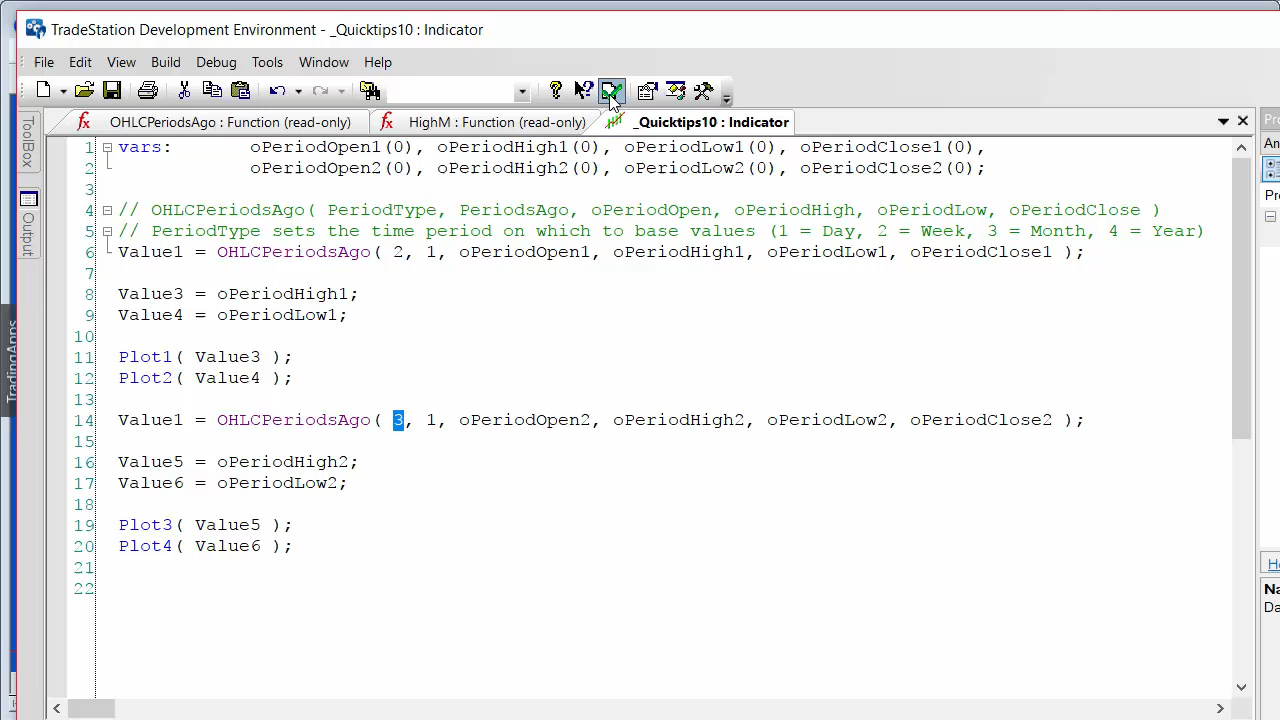 TradeStation Development Environment - _Quicktips10 : Indicator
File Edit View Build Debug Tools Window Help
OHLCPeriodsAgo : Function (read-only) HighM : Function (read-only) _Quicktips10 : Indicator
ToolBox
Output
TradingApps
1 vars: oPeriodOpen1(0), oPeriodHigh1(0), oPeriodLow1(0), oPeriodClose1(0),
2 oPeriodOpen2(0), oPeriodHigh2(0), oPeriodLow2(0), oPeriodClose2(0);
3
4 // OHLCPeriodsAgo( PeriodType, PeriodsAgo, oPeriodOpen, oPeriodHigh, oPeriodLow, oPeriodClose )
5 // PeriodType sets the time period on which to base values (1 = Day, 2 = Week, 3 = Month, 4 = Year)
6 Value1 = OHLCPeriodsAgo( 2, 1, oPeriodOpen1, oPeriodHigh1, oPeriodLow1, oPeriodClose1 );
7
8 Value3 = oPeriodHigh1;
9 Value4 = oPeriodLow1;
10
11 Plot1( Value3 );
12 Plot2( Value4 );
13
14 Value1 = OHLCPeriodsAgo( 3, 1, oPeriodOpen2, oPeriodHigh2, oPeriodLow2, oPeriodClose2 );
15
16 Value5 = oPeriodHigh2;
17 Value6 = oPeriodLow2;
18
19 Plot3( Value5 );
20 Plot4( Value6 );
21
22
Pro
An
Pr
He
Na
Da